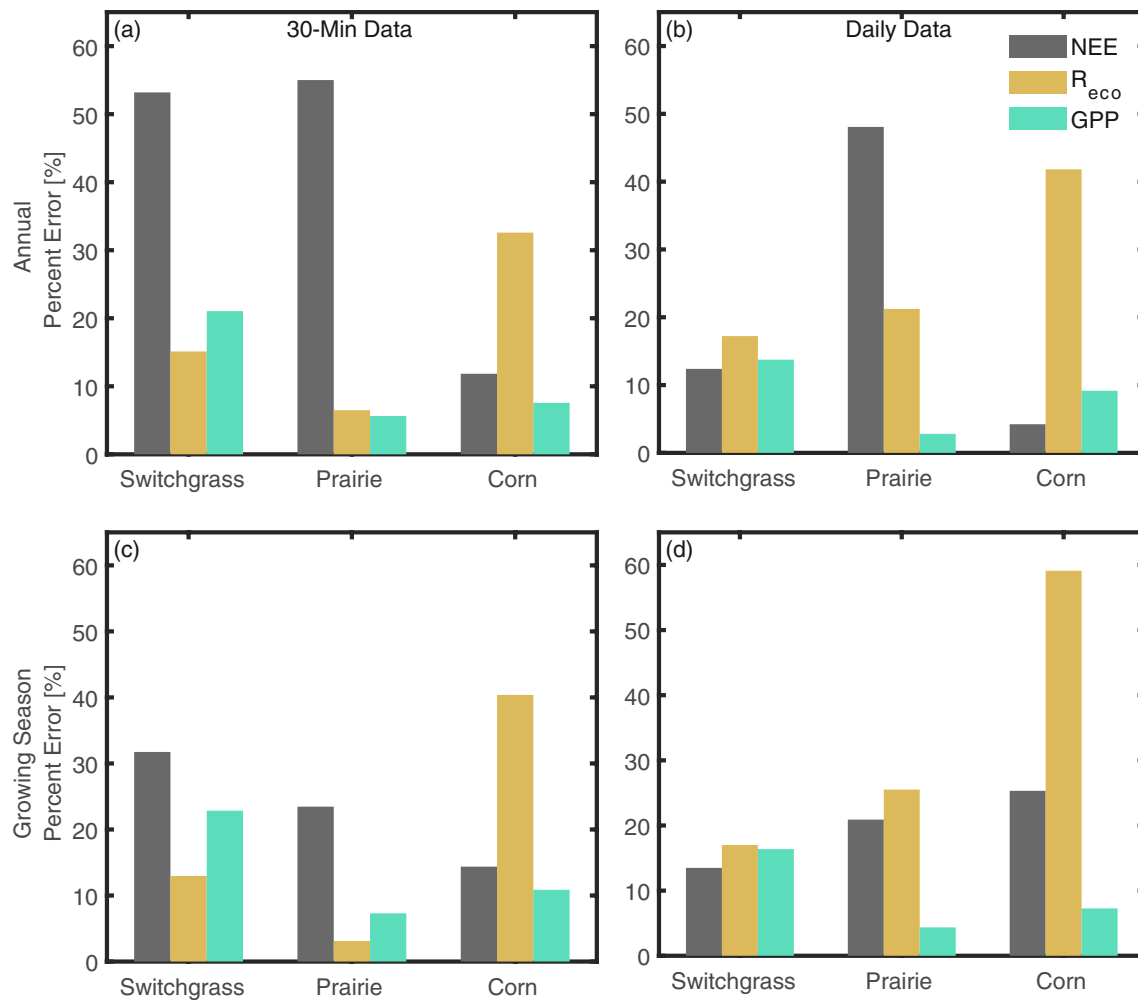 (a)
30-Min Data
60
50
40
30
20
10
0
Annual
Percent Error [%]
Switchgrass
Prairie
Corn
(b)
Daily Data
NEE
R_eco
GPP
60
50
40
30
20
10
0
Switchgrass
Prairie
Corn
(c)
60
50
40
30
20
10
0
Growing Season
Percent Error [%]
Switchgrass
Prairie
Corn
(d)
60
50
40
30
20
10
0
Switchgrass
Prairie
Corn